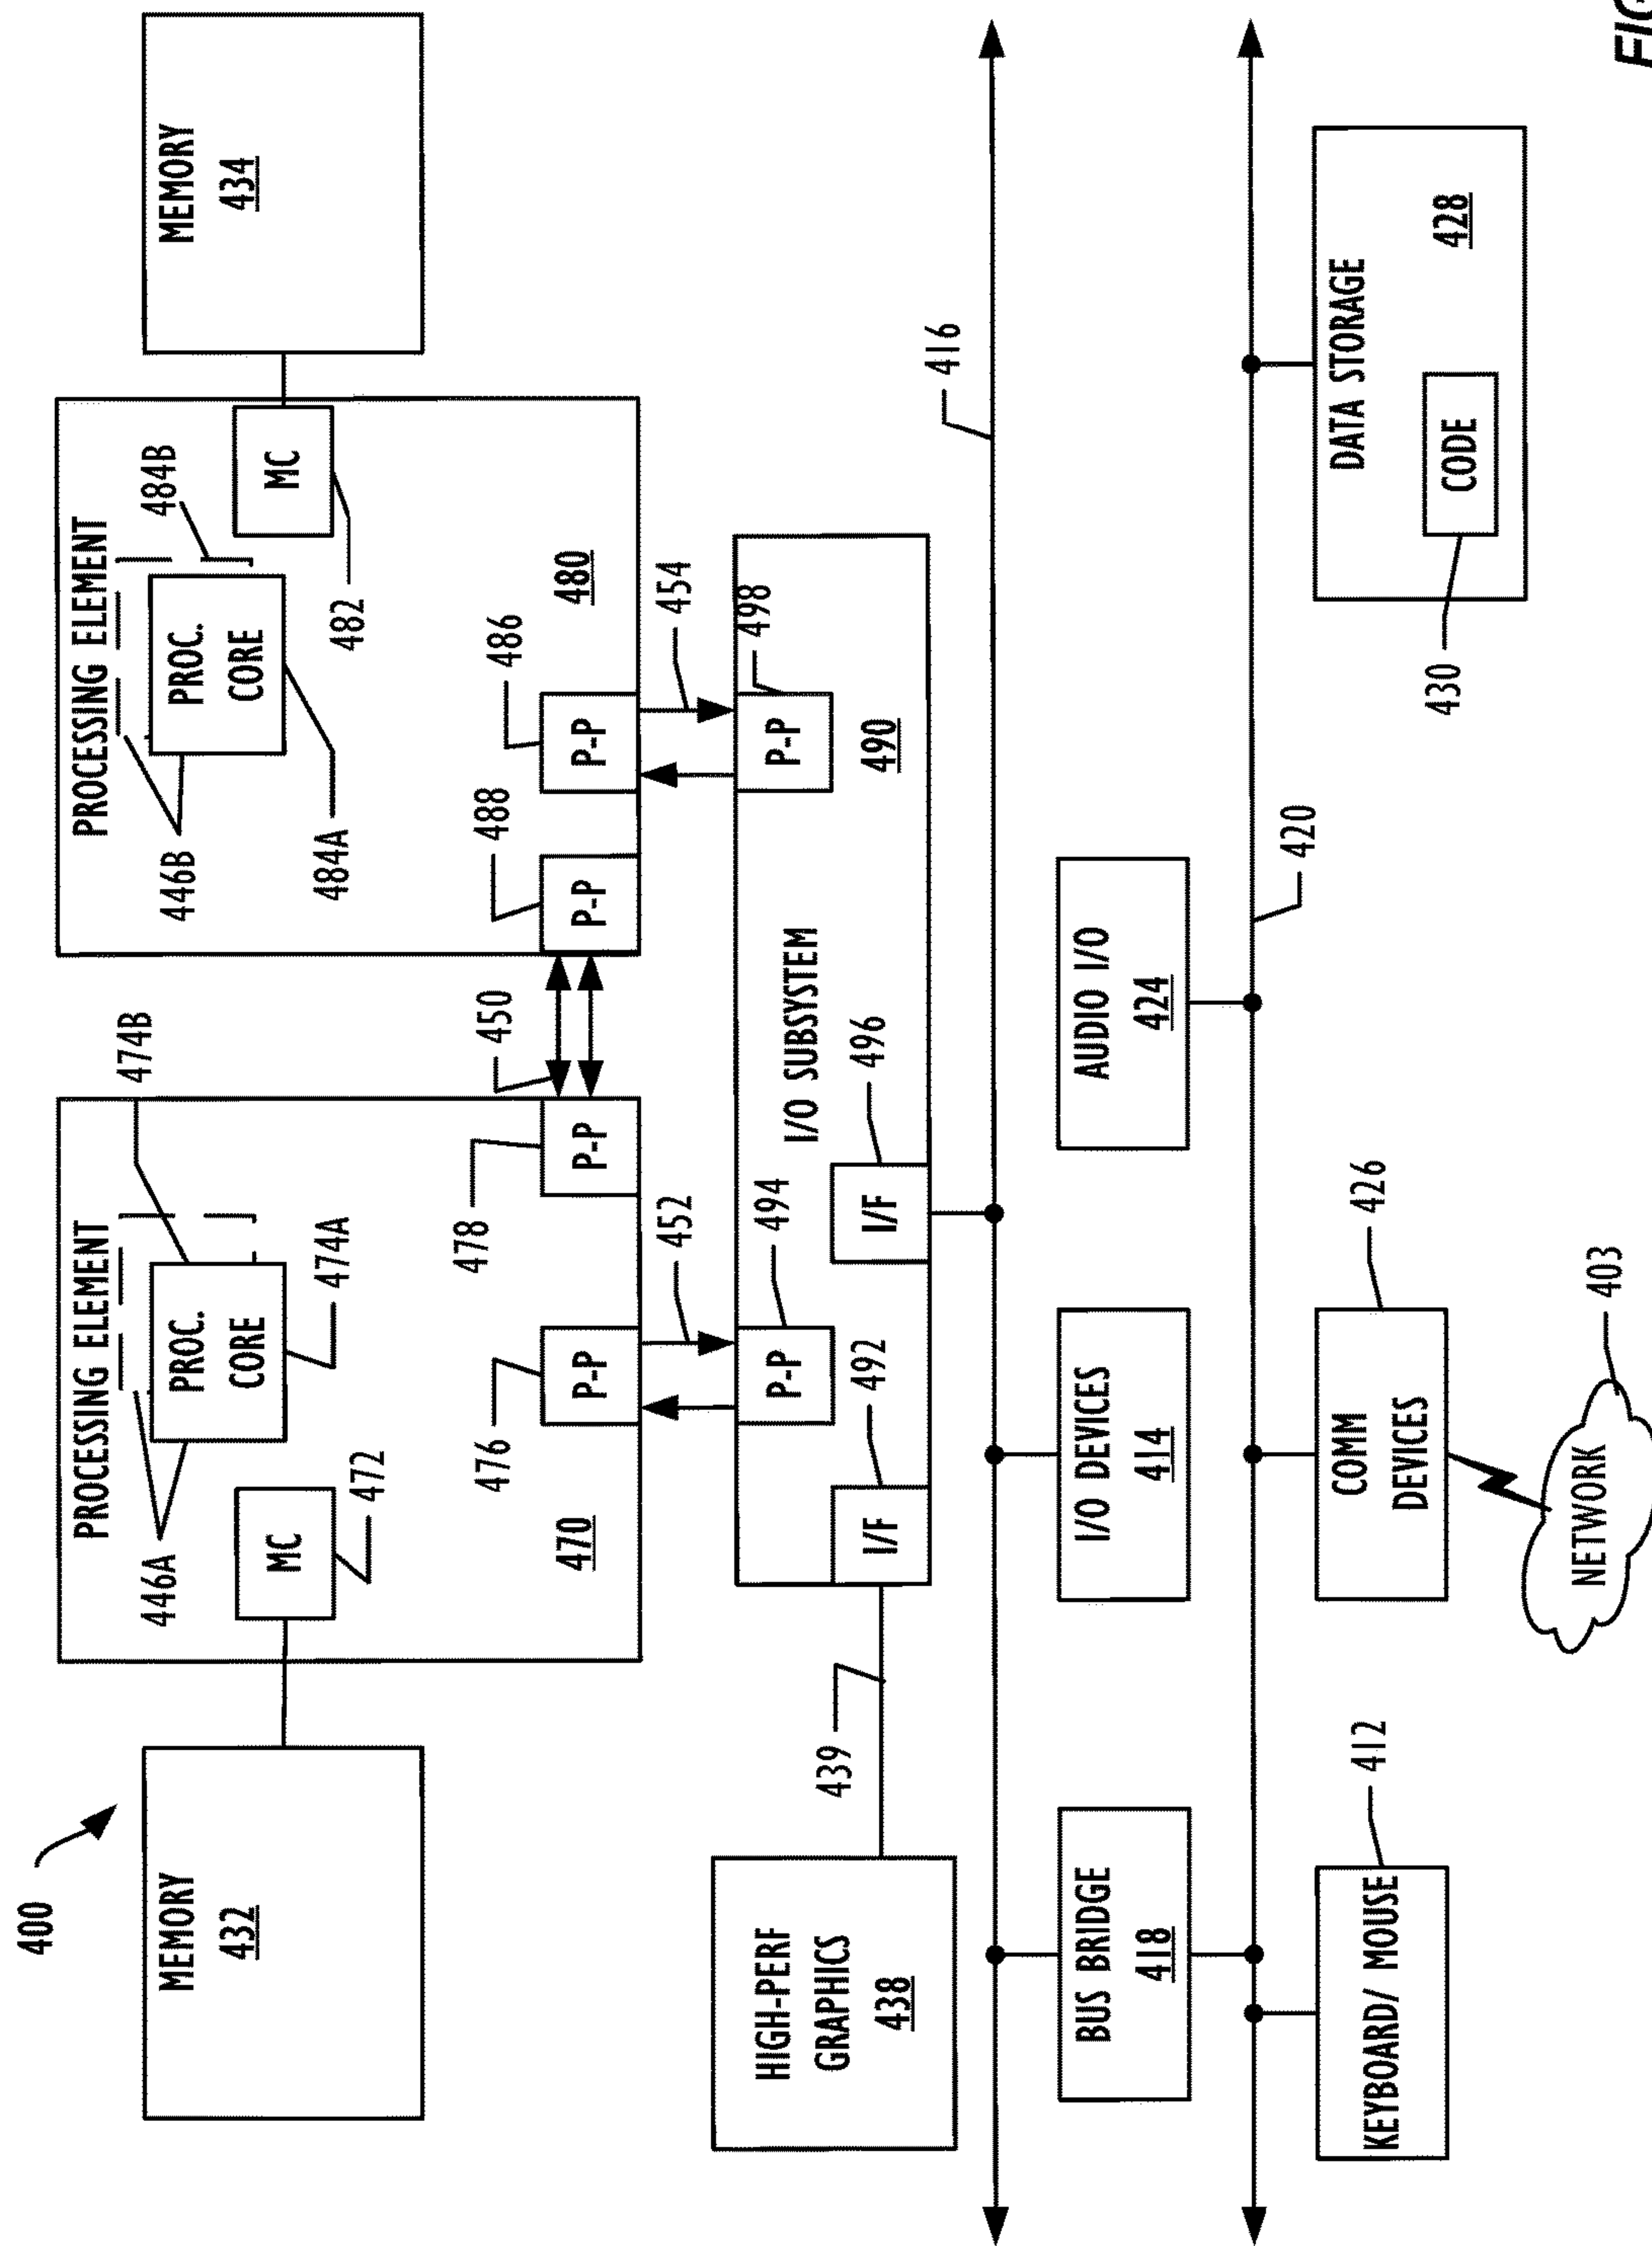 400
MEMORY
432
PROCESSING ELEMENT
446A
PROC.
CORE
474B
474A
MC
472
470
476
P-P
478
P-P
450
PROCESSING ELEMENT
446B
PROC.
CORE
484B
484A
MC
482
480
488
P-P
486
P-P
MEMORY
434
452
454
HIGH-PERF
GRAPHICS
438
439
I/O SUBSYSTEM
490
P-P
494
P-P
498
I/F
492
I/F
496
416
BUS BRIDGE
418
I/O DEVICES
414
AUDIO I/O
424
420
KEYBOARD/ MOUSE
412
COMM
DEVICES
426
NETWORK
403
DATA STORAGE
428
CODE
430
FIG